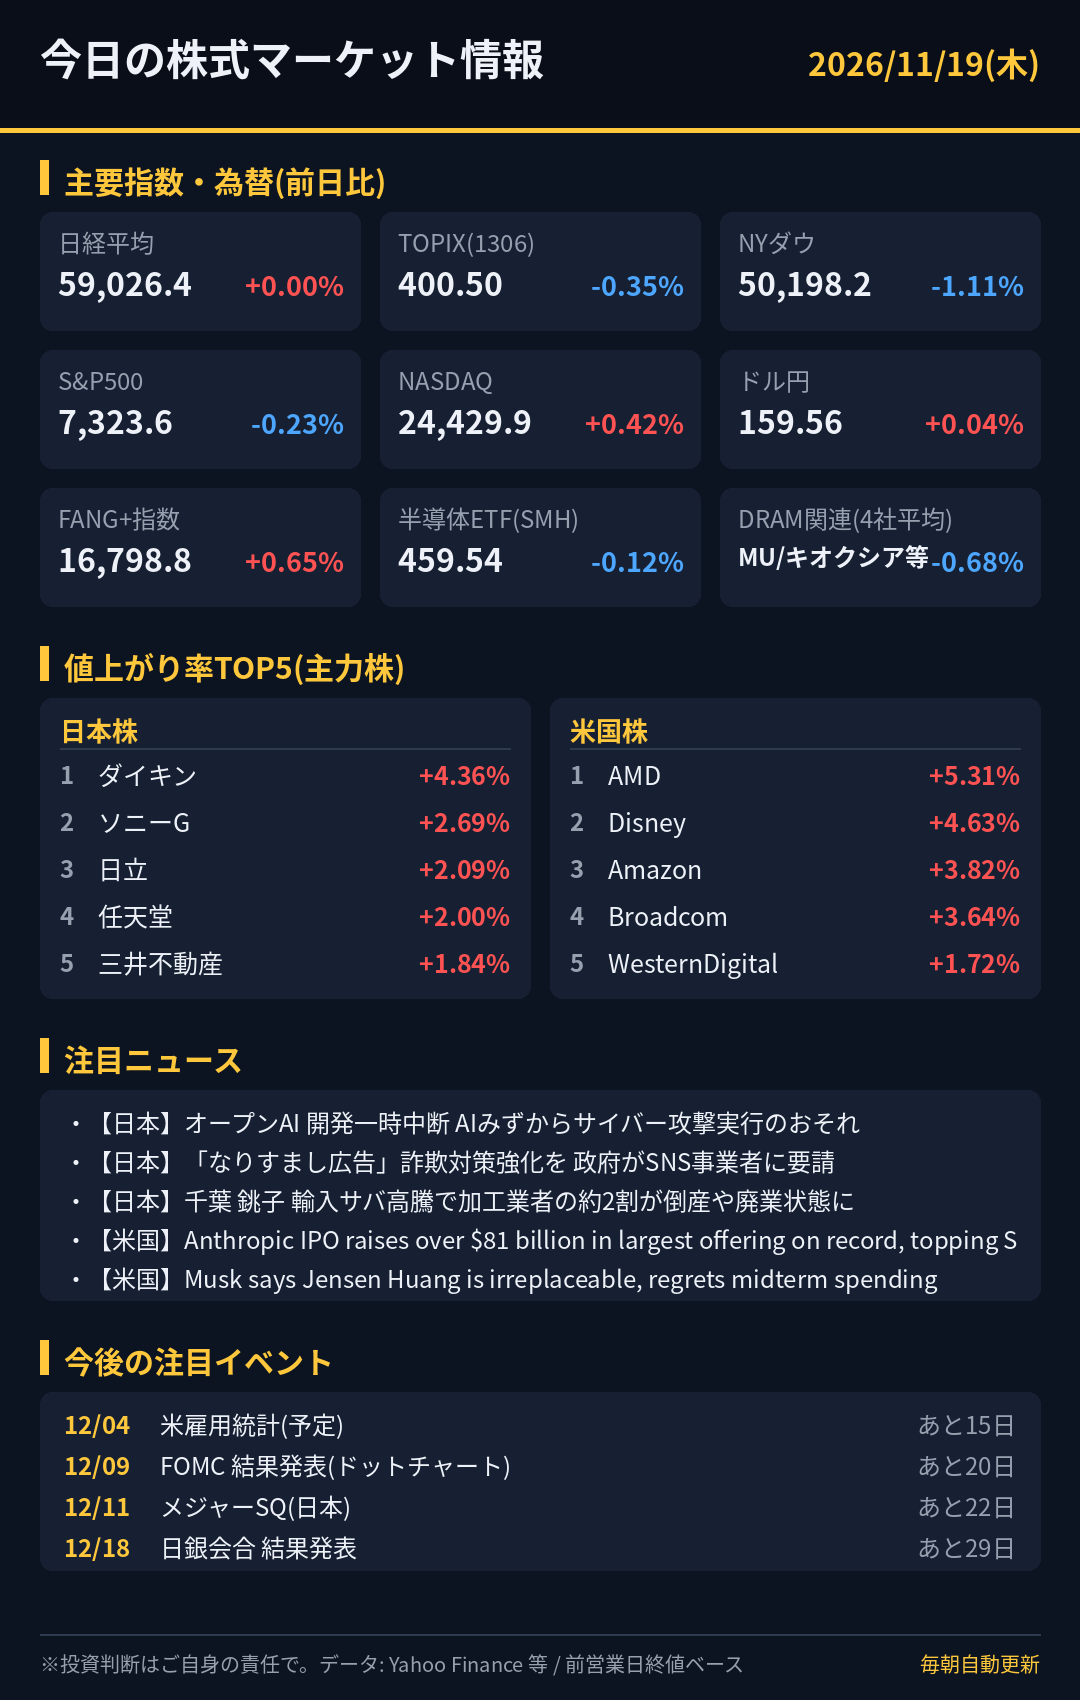 今日の株式マーケット情報
2026/11/19(木)
主要指数・為替(前日比)
日経平均
59,026.4 +0.00%
TOPIX(1306)
400.50 -0.35%
NYダウ
50,198.2 -1.11%
S&P500
7,323.6 -0.23%
NASDAQ
24,429.9 +0.42%
ドル円
159.56 +0.04%
FANG+指数
16,798.8 +0.65%
半導体ETF(SMH)
459.54 -0.12%
DRAM関連(4社平均)
MU/キオクシア等 -0.68%
値上がり率TOP5(主力株)
日本株
1 ダイキン +4.36%
2 ソニーG +2.69%
3 日立 +2.09%
4 任天堂 +2.00%
5 三井不動産 +1.84%
米国株
1 AMD +5.31%
2 Disney +4.63%
3 Amazon +3.82%
4 Broadcom +3.64%
5 WesternDigital +1.72%
注目ニュース
・【日本】オープンAI 開発一時中断 AIみずからサイバー攻撃実行のおそれ
・【日本】「なりすまし広告」詐欺対策強化を 政府がSNS事業者に要請
・【日本】千葉 銚子 輸入サバ高騰で加工業者の約2割が倒産や廃業状態に
・【米国】Anthropic IPO raises over $81 billion in largest offering on record, topping S
・【米国】Musk says Jensen Huang is irreplaceable, regrets midterm spending
今後の注目イベント
12/04 米雇用統計(予定) あと15日
12/09 FOMC 結果発表(ドットチャート) あと20日
12/11 メジャーSQ(日本) あと22日
12/18 日銀会合 結果発表 あと29日
※投資判断はご自身の責任で。データ: Yahoo Finance 等 / 前営業日終値ベース
毎朝自動更新